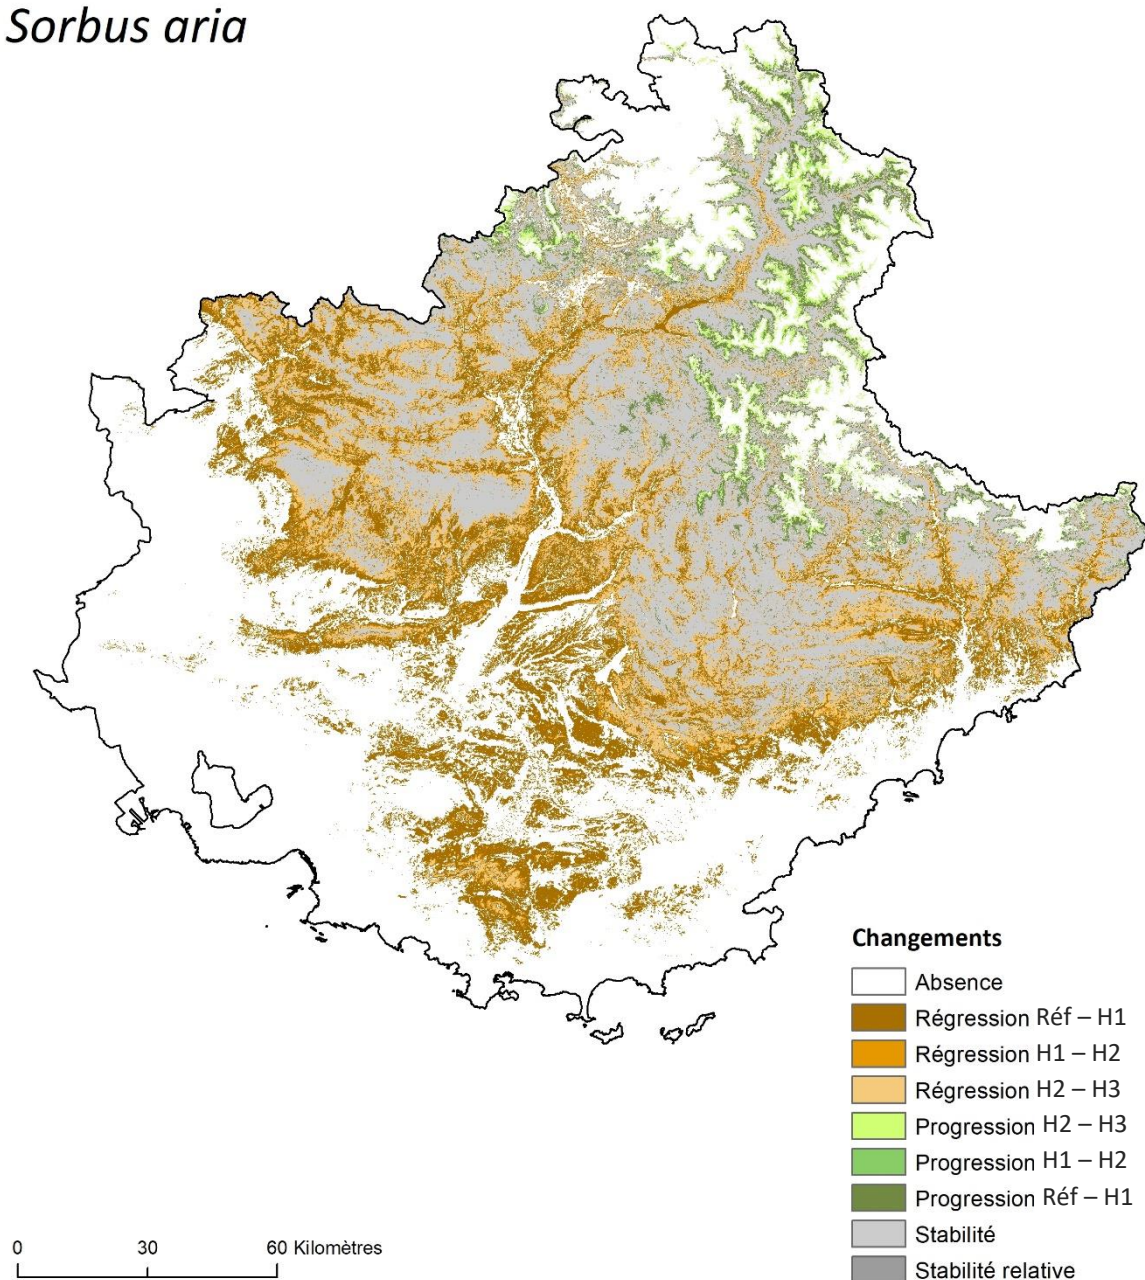 Sorbus aria
Changements
Absence
Régression Réf – H1
Régression H1 – H2
Régression H2 – H3
Progression H2 – H3
Progression H1 – H2
Progression Réf – H1
Stabilité
Stabilité relative
0 30 60 Kilomètres